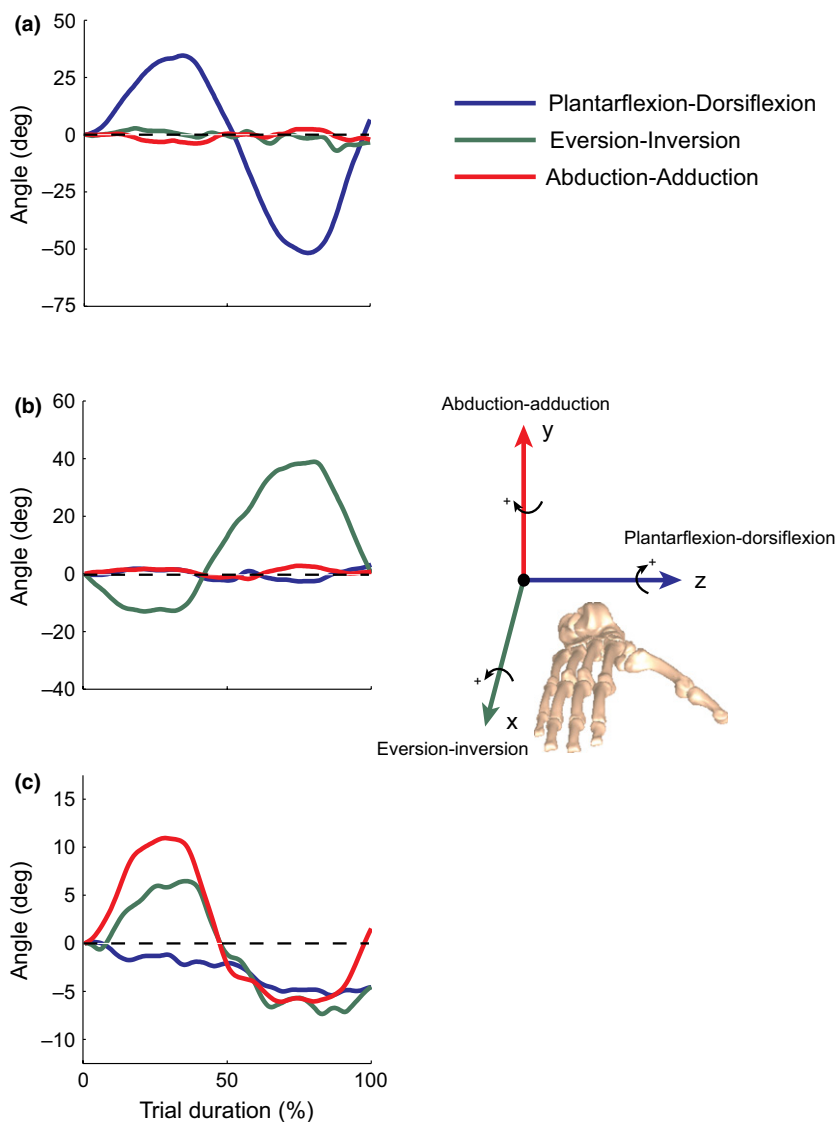 (a)
50
25
0
–25
–50
–75
Angle (deg)
Plantarflexion-Dorsiflexion
Eversion-Inversion
Abduction-Adduction
(b)
60
40
20
0
–20
–40
Angle (deg)
Abduction-adduction
y
+
Plantarflexion-dorsiflexion
+
z
+
x
Eversion-inversion
(c)
15
10
5
0
–5
–10
Angle (deg)
0
50
100
Trial duration (%)